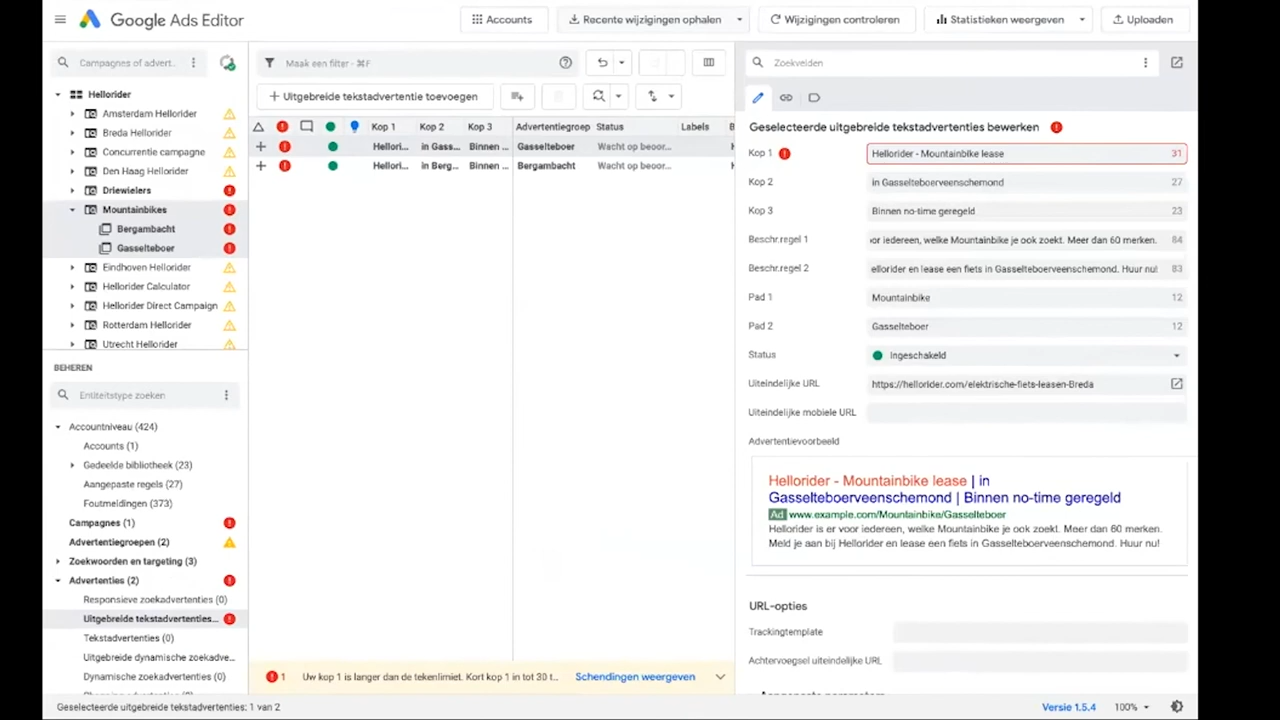 Google Ads Editor
Accounts
Recente wijzigingen ophalen
Wijzigingen controleren
Statistieken weergeven
Uploaden
Campagnes of advert.
Hellorider
Amsterdam Hellorider
Breda Hellorider
Concurrentie campagne
Den Haag Hellorider
Driewielers
Mountainbikes
Bergambacht
Gasselteboer
Eindhoven Hellorider
Hellorider Calculator
Hellorider Direct Campaign
Rotterdam Hellorider
Utrecht Hellorider
BEHEREN
Entiteitstype zoeken
Accountniveau (424)
Accounts (1)
Gedeelde bibliotheek (23)
Aangepaste regels (27)
Foutmeldingen (373)
Campagnes (1)
Advertentiegroepen (2)
Zoekwoorden en targeting (3)
Advertenties (2)
Responsieve zoekadvertenties (0)
Uitgebreide tekstadvertenties...
Tekstadvertenties (0)
Uitgebreide dynamische zoekadve...
Dynamische zoekadvertenties (0)
Maak een filter - ⌘F
+ Uitgebreide tekstadvertentie toevoegen
Kop 1 Kop 2 Kop 3 Advertentiegroep Status Labels
Hellori... in Gass... Binnen ... Gasselteboer Wacht op beoor...
Hellori... in Berg... Binnen ... Bergambacht Wacht op beoor...
1 Uw kop 1 is langer dan de tekenlimiet. Kort kop 1 in tot 30 t... Schendingen weergeven
Zoekvelden
Geselecteerde uitgebreide tekstadvertenties bewerken
Kop 1 Hellorider - Mountainbike lease 31
Kop 2 in Gasselteboerveenschemond 27
Kop 3 Binnen no-time geregeld 23
Beschr.regel 1 or iedereen, welke Mountainbike je ook zoekt. Meer dan 60 merken. 84
Beschr.regel 2 ellorider en lease een fiets in Gasselteboerveenschemond. Huur nu! 83
Pad 1 Mountainbike 12
Pad 2 Gasselteboer 12
Status Ingeschakeld
Uiteindelijke URL https://hellorider.com/elektrische-fiets-leasen-Breda
Uiteindelijke mobiele URL
Advertentievoorbeeld
Hellorider - Mountainbike lease | in
Gasselteboerveenschemond | Binnen no-time geregeld
Ad www.example.com/Mountainbike/Gasselteboer
Hellorider is er voor iedereen, welke Mountainbike je ook zoekt. Meer dan 60 merken.
Meld je aan bij Hellorider en lease een fiets in Gasselteboerveenschemond. Huur nu!
URL-opties
Trackingtemplate
Achtervoegsel uiteindelijke URL
Geselecteerde uitgebreide tekstadvertenties: 1 van 2
Versie 1.5.4 100%